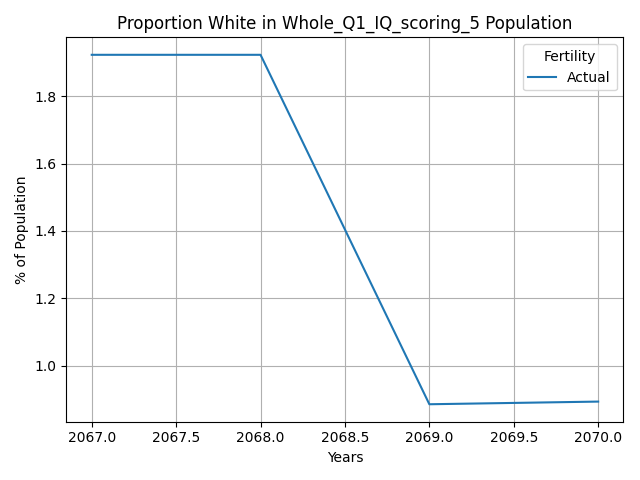 Proportion White in Whole_Q1_IQ_scoring_5 Population
Fertility
Actual
% of Population
1.8
1.6
1.4
1.2
1.0
2067.0 2067.5 2068.0 2068.5 2069.0 2069.5 2070.0
Years